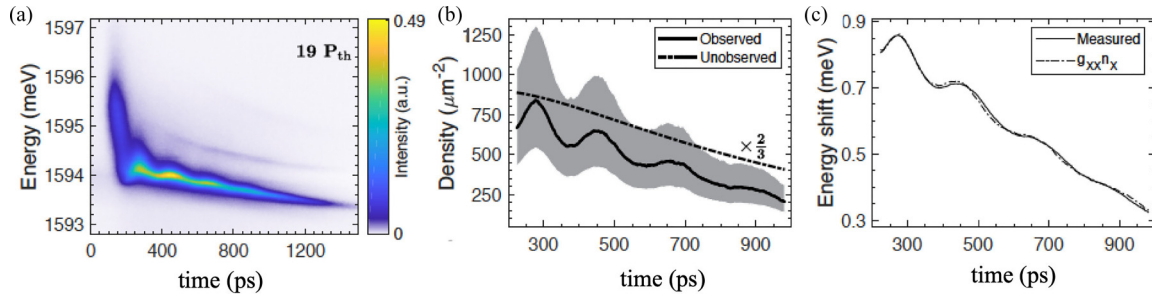 (a)
1597
1596
1595
1594
1593
Energy (meV)
19 P_th
0 400 800 1200
time (ps)
0.49
Intensity (a.u.)
0
(b)
1250
1000
750
500
250
Density (μm⁻²)
Observed
Unobserved
× 2/3
300 500 700 900
time (ps)
(c)
0.9
0.7
0.5
0.3
Energy shift (meV)
Measured
g_xx n_x
300 500 700 900
time (ps)